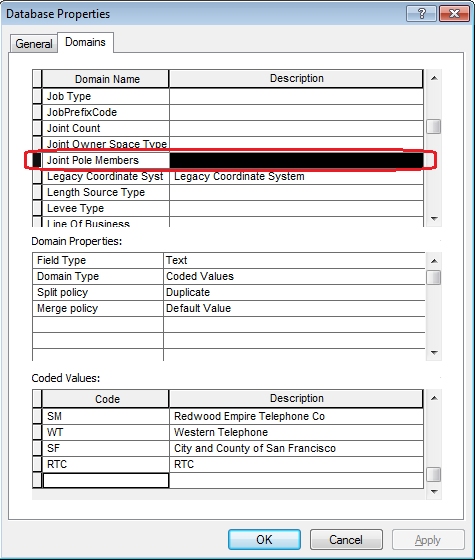 Database Properties
General Domains
Domain Name Description
Job Type
JobPrefixCode
Joint Count
Joint Owner Space Type
Joint Pole Members
Legacy Coordinate Syst Legacy Coordinate System
Length Source Type
Levee Type
Line Of Business
Domain Properties:
Field Type Text
Domain Type Coded Values
Split policy Duplicate
Merge policy Default Value
Coded Values:
Code Description
SM Redwood Empire Telephone Co
WT Western Telephone
SF City and County of San Francisco
RTC RTC
OK Cancel Apply